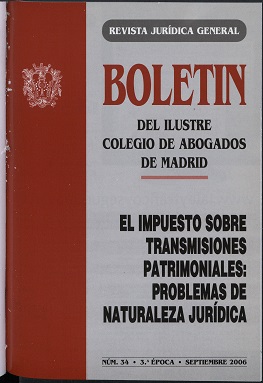 REVISTA JURÍDICA GENERAL
BOLETIN
DEL ILUSTRE
COLEGIO DE ABOGADOS
DE MADRID
EL IMPUESTO SOBRE
TRANSMISIONES
PATRIMONIALES:
PROBLEMAS DE
NATURALEZA JURÍDICA
NÚM. 34 • 3.ª ÉPOCA • SEPTIEMBRE 2006